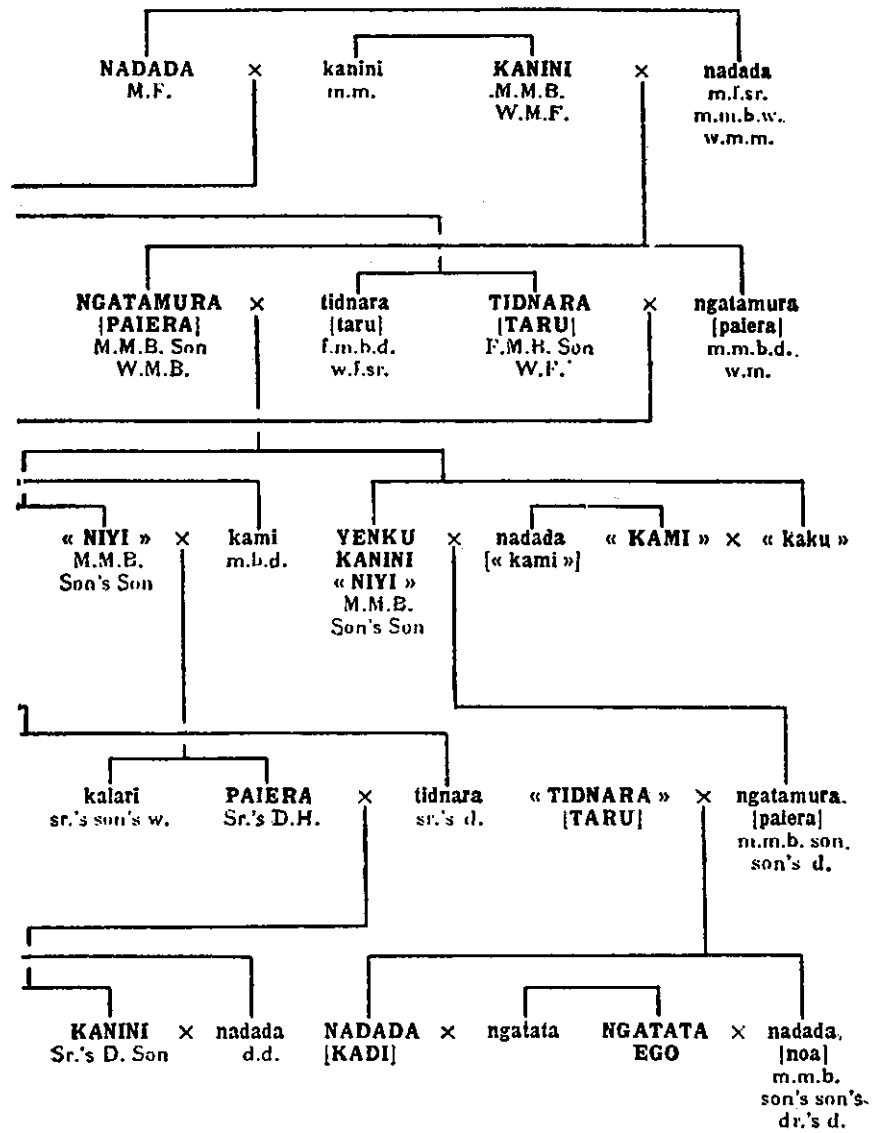 NADADA × kanini KANINI × nadada
M.F. m.m. M.M.B. m.f.sr.
W.M.F. m.m.b.w.
w.m.m.
NGATAMURA × tidnara TIDNARA × ngatamura
[PAIERA] [taru] [TARU] [paiera]
M.M.B. Son f.m.b.d. F.M.B. Son m.m.b.d.
W.M.B. w.f.sr. W.F. w.m.
« NIYI » × kami YENKU × nadada « KAMI » × « kaku »
M.M.B. m.b.d. KANINI [« kami »]
Son's Son « NIYI »
M.M.B.
Son's Son
kalari PAIERA × tidnara « TIDNARA » × ngatamura.
sr.'s son's w. Sr.'s D.H. sr.'s d. [TARU] [paiera]
m.m.b. son.
son's d.
KANINI × nadada NADADA × ngatata NGATATA × nadada,
Sr.'s D. Son d.d. [KADI] EGO [noa]
m.m.b.
son's son's
dr.'s d.